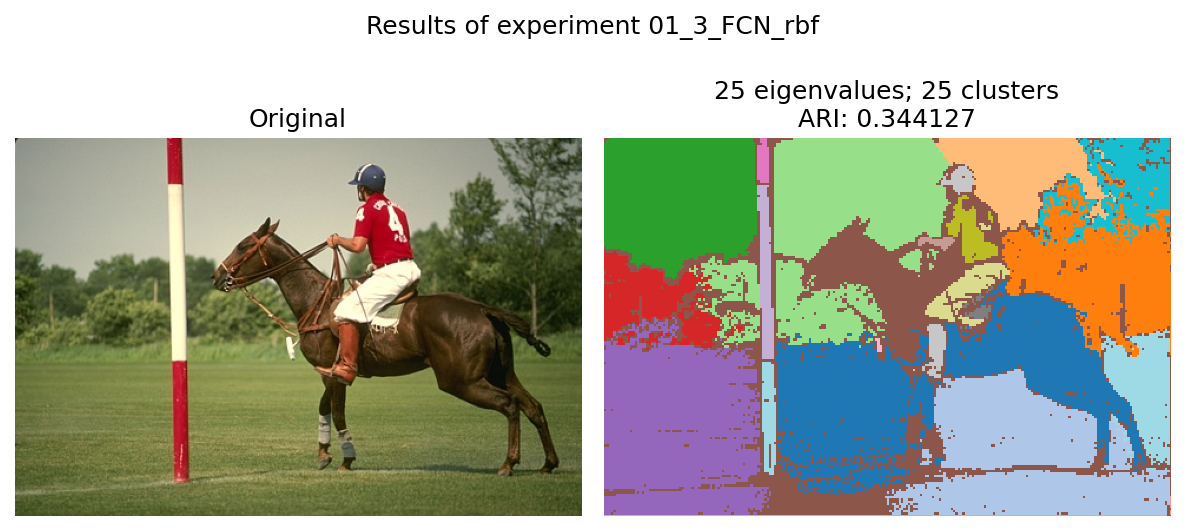 Results of experiment 01_3_FCN_rbf
Original
25 eigenvalues; 25 clusters
ARI: 0.344127
4